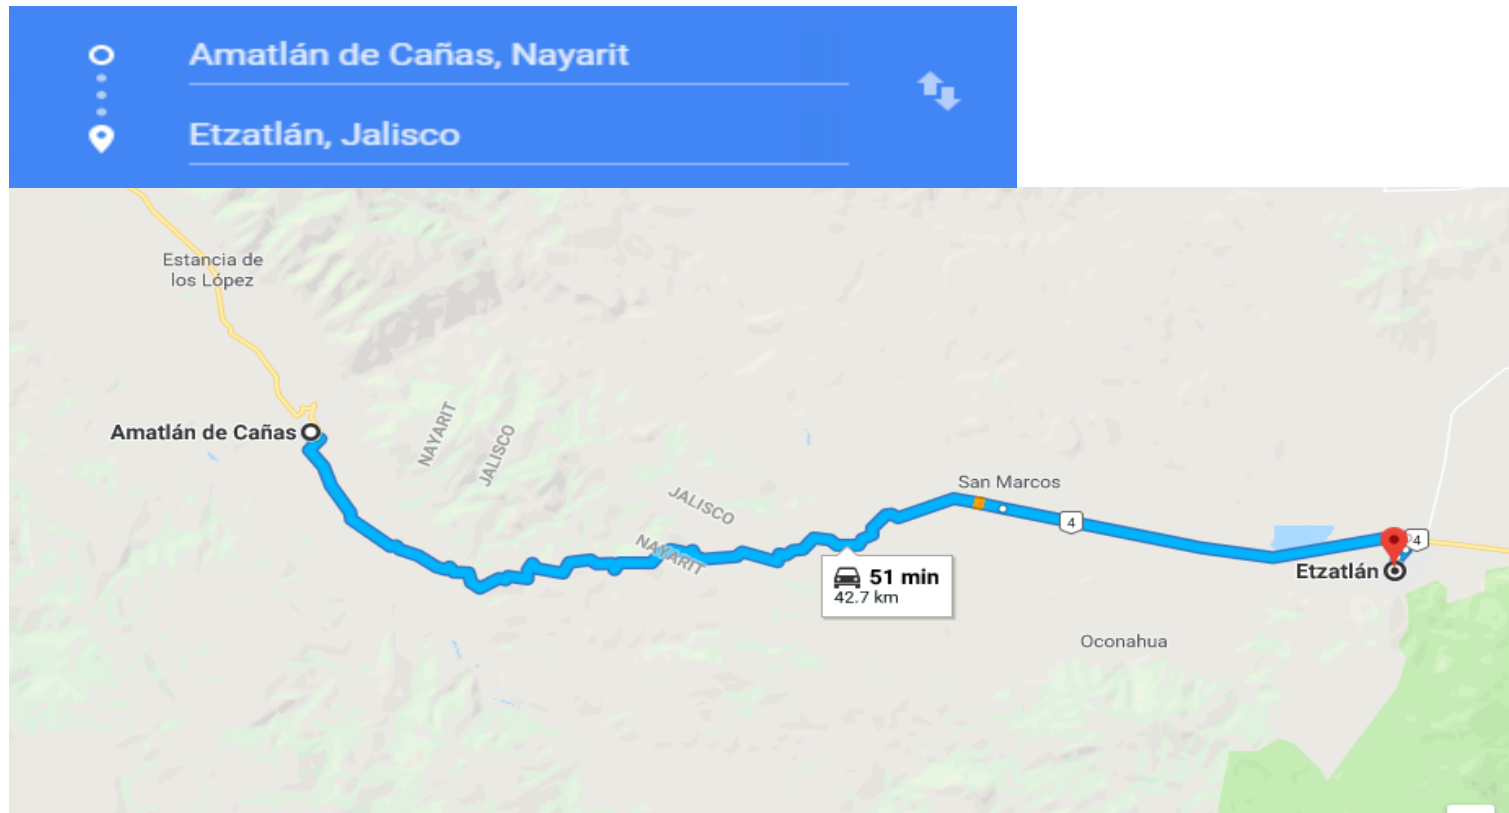 Amatlán de Cañas, Nayarit
Etzatlán, Jalisco
Estancia de
los López
Amatlán de Cañas
NAYARIT
JALISCO
San Marcos
JALISCO
NAYARIT
4
4
51 min
42.7 km
Etzatlán
Oconahua